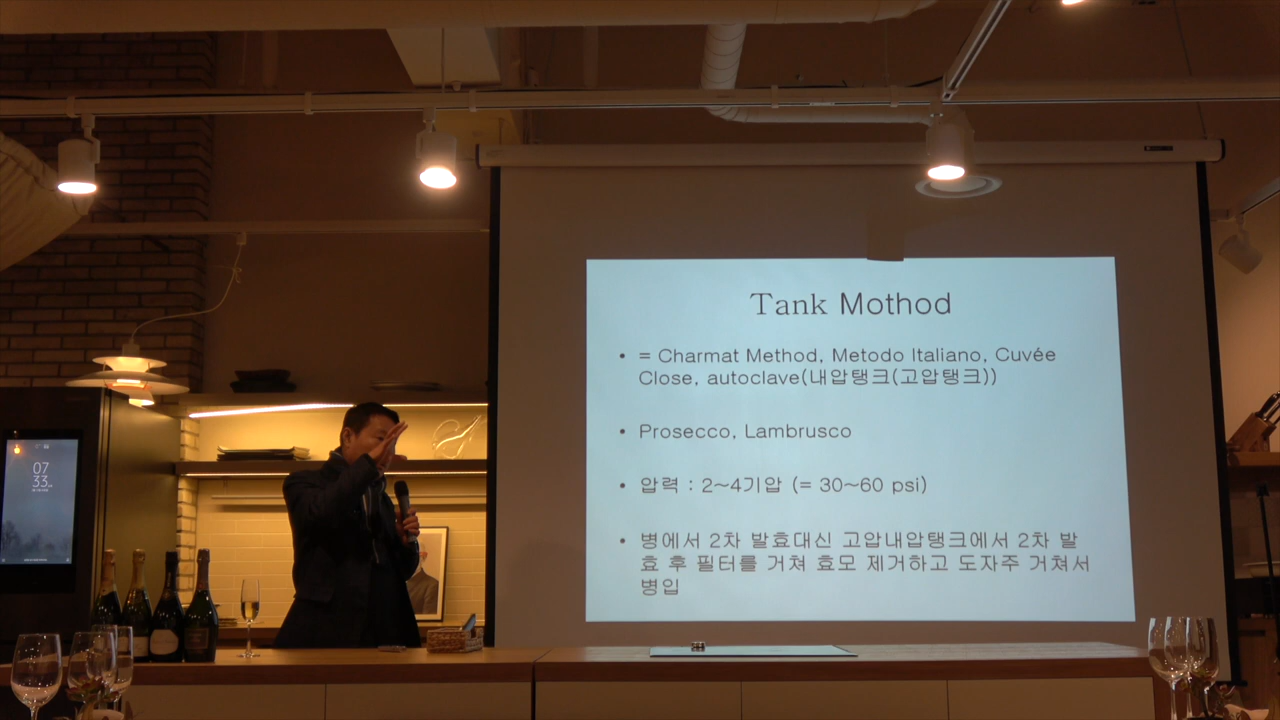 Tank Mothod
• = Charmat Method, Metodo Italiano, Cuvée
Close, autoclave(내압탱크(고압탱크))
• Prosecco, Lambrusco
• 압력 : 2~4기압 (= 30~60 psi)
• 병에서 2차 발효대신 고압내압탱크에서 2차 발
효 후 필터를 거쳐 효모 제거하고 도자주 거쳐서
병입
07
33